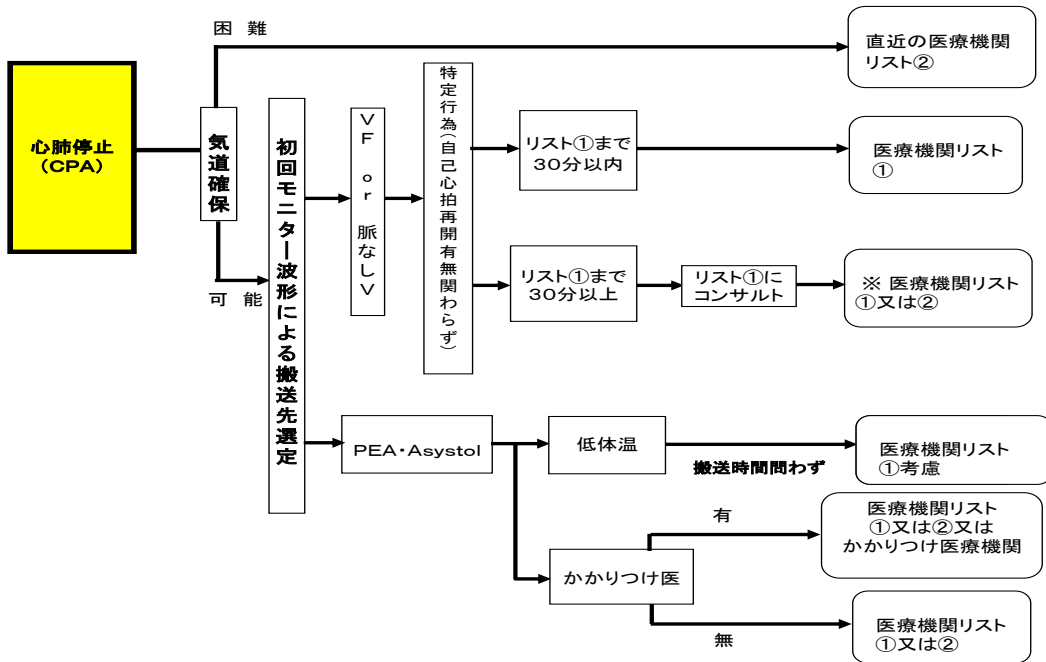 困 難
直近の医療機関
リスト②
心肺停止
（CPA）
気道確保
可 能
初回モニター波形による搬送先選定
VF or 脈なしV
特定行為（自己心拍再開有無関わらず）
リスト①まで
30分以内
医療機関リスト
①
リスト①まで
30分以上
リスト①に
コンサルト
※ 医療機関リスト
①又は②
PEA・Asystol
低体温
搬送時間問わず
医療機関リスト
①考慮
かかりつけ医
有
医療機関リスト
①又は②又は
かかりつけ医療機関
無
医療機関リスト
①又は②